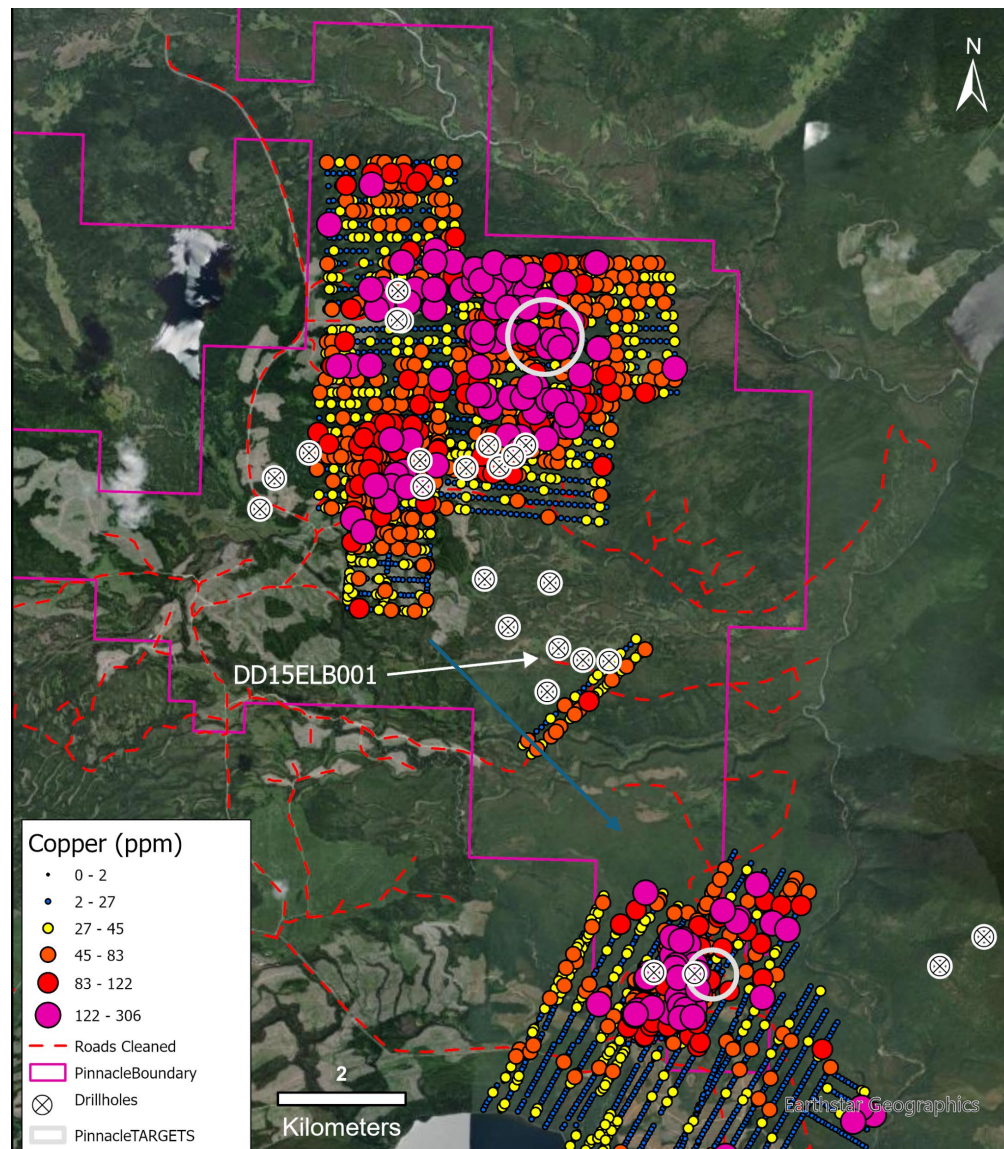 N
DD15ELB001
Copper (ppm)
0 - 2
2 - 27
27 - 45
45 - 83
83 - 122
122 - 306
Roads Cleaned
PinnacleBoundary
Drillholes
PinnacleTARGETS
2
Kilometers
Earthstar Geographics